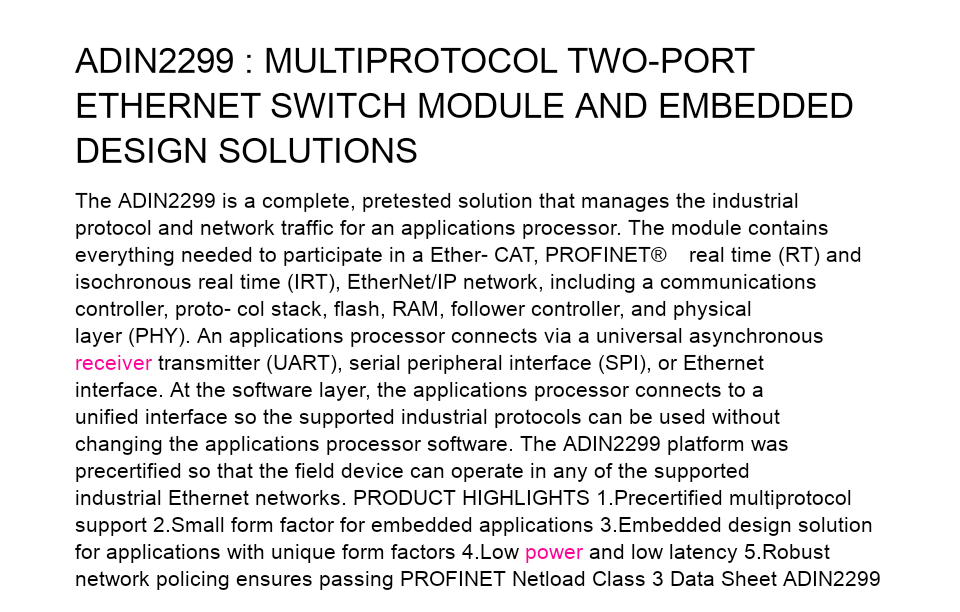 ADIN2299 : MULTIPROTOCOL TWO-PORT
ETHERNET SWITCH MODULE AND EMBEDDED
DESIGN SOLUTIONS
The ADIN2299 is a complete, pretested solution that manages the industrial
protocol and network traffic for an applications processor. The module contains
everything needed to participate in a Ether- CAT, PROFINET® real time (RT) and
isochronous real time (IRT), EtherNet/IP network, including a communications
controller, proto- col stack, flash, RAM, follower controller, and physical
layer (PHY). An applications processor connects via a universal asynchronous
receiver transmitter (UART), serial peripheral interface (SPI), or Ethernet
interface. At the software layer, the applications processor connects to a
unified interface so the supported industrial protocols can be used without
changing the applications processor software. The ADIN2299 platform was
precertified so that the field device can operate in any of the supported
industrial Ethernet networks. PRODUCT HIGHLIGHTS 1.Precertified multiprotocol
support 2.Small form factor for embedded applications 3.Embedded design solution
for applications with unique form factors 4.Low power and low latency 5.Robust
network policing ensures passing PROFINET Netload Class 3 Data Sheet ADIN2299